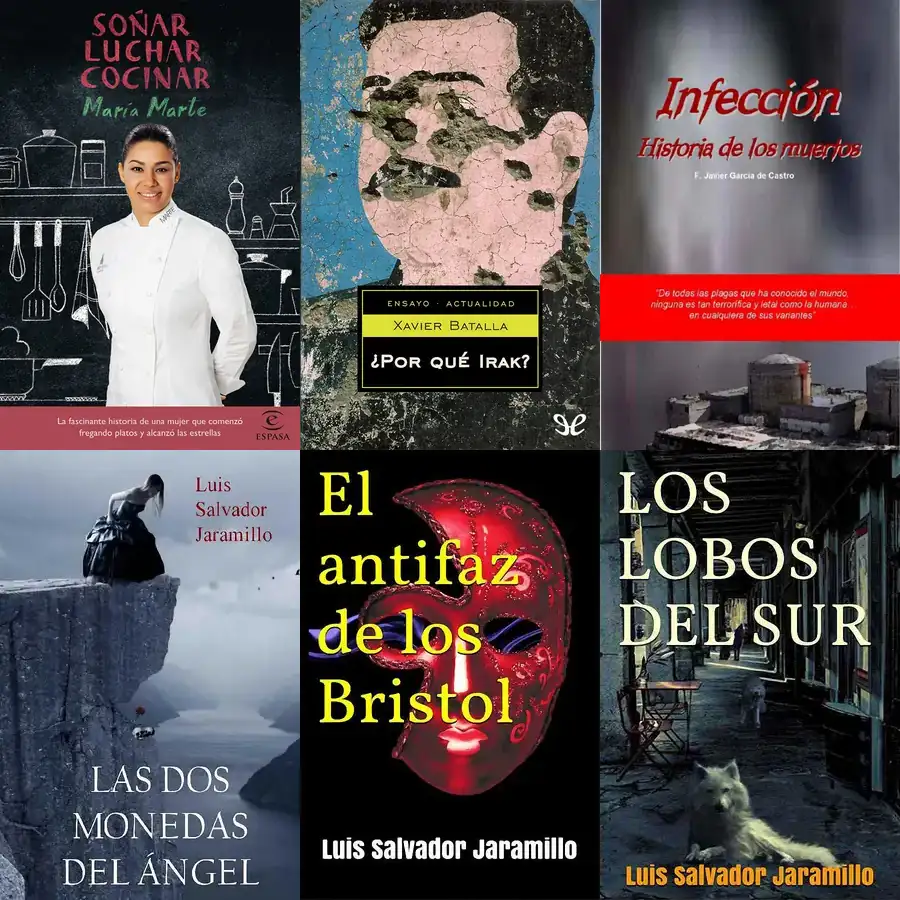 SOÑAR
LUCHAR
COCINAR
María Marte
La fascinante historia de una mujer que comenzó
fregando platos y alcanzó las estrellas
e
ESPASA
ENSAYO · ACTUALIDAD
XAVIER BATALLA
¿POR QUÉ IRAK?
Infección
Historia de los muertos
F. Javier García de Castro
"De todas las plagas que ha conocido el mundo,
ninguna es tan terrorífica y letal como la humana...
en cualquiera de sus variantes"
Luis
Salvador
Jaramillo
LAS DOS
MONEDAS
DEL ÁNGEL
El
antifaz
de los
Bristol
Luis Salvador Jaramillo
LOS
LOBOS
DEL SUR
Luis Salvador Jaramillo